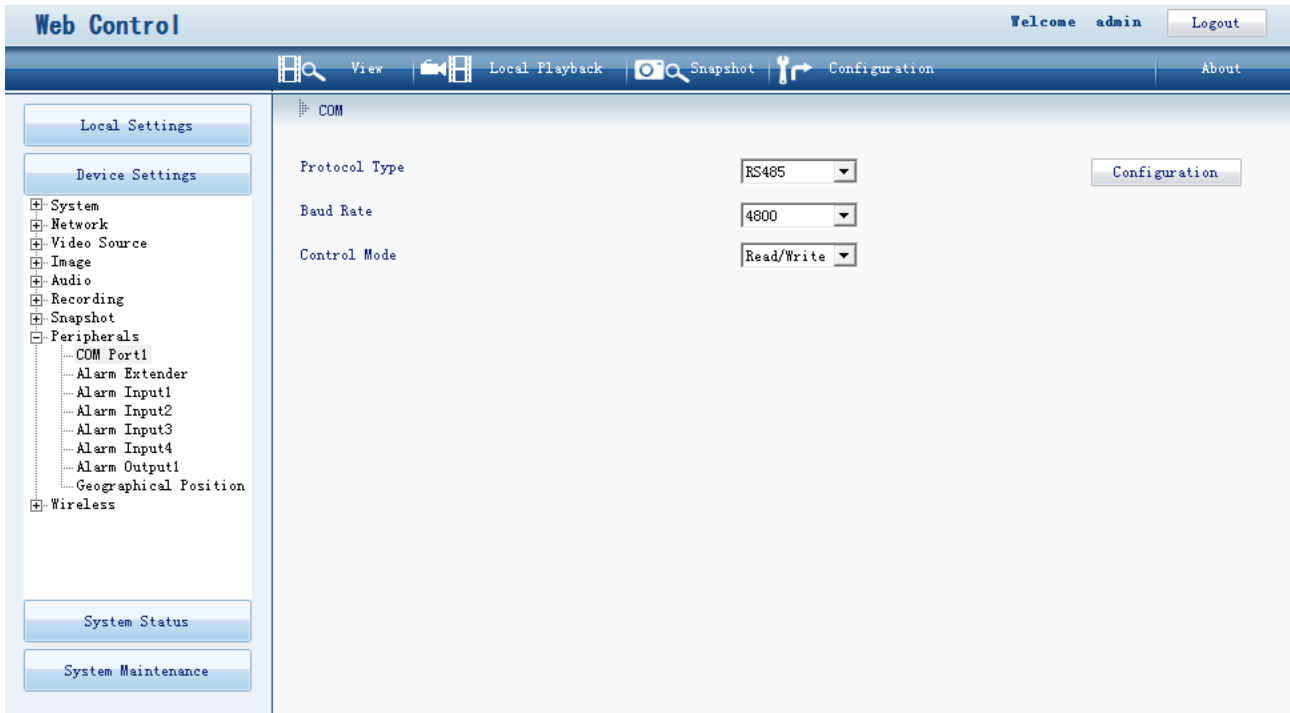 Web Control
Welcome admin
Logout
View
Local Playback
Snapshot
Configuration
About
Local Settings
Device Settings
System
Network
Video Source
Image
Audio
Recording
Snapshot
Peripherals
COM Port1
Alarm Extender
Alarm Input1
Alarm Input2
Alarm Input3
Alarm Input4
Alarm Output1
Geographical Position
Wireless
System Status
System Maintenance
COM
Protocol Type
RS485
Configuration
Baud Rate
4800
Control Mode
Read/Write